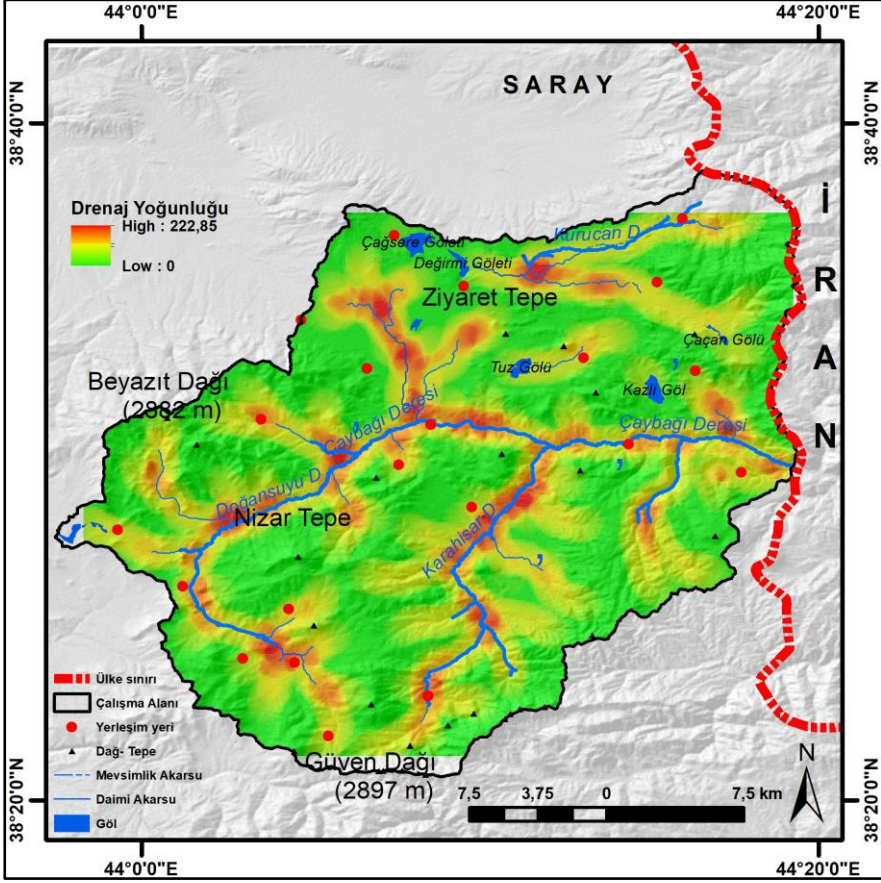 44°0'0"E
44°20'0"E
SARAY
38°40'0"N
38°40'0"N
İRAN
Drenaj Yoğunluğu
High : 222,85
Low : 0
Kurucan D
Çağsere Göleti
Değirmi Göleti
Ziyaret Tepe
Çaçan Gölü
Tuz Gölü
Beyazıt Dağı
(2882 m)
Kazlı Göl
Çaybağı Deresi
Çaybağı Deresi
Doğansuyu D
Nizar Tepe
Karahisar D
Ülke sınırı
Çalışma Alanı
Yerleşim yeri
Dağ- Tepe
Mevsimlik Akarsu
Daimi Akarsu
Göl
Güven Dağı
(2897 m)
N
7,5 3,75 0 7,5 km
38°20'0"N
38°20'0"N
44°0'0"E
44°20'0"E